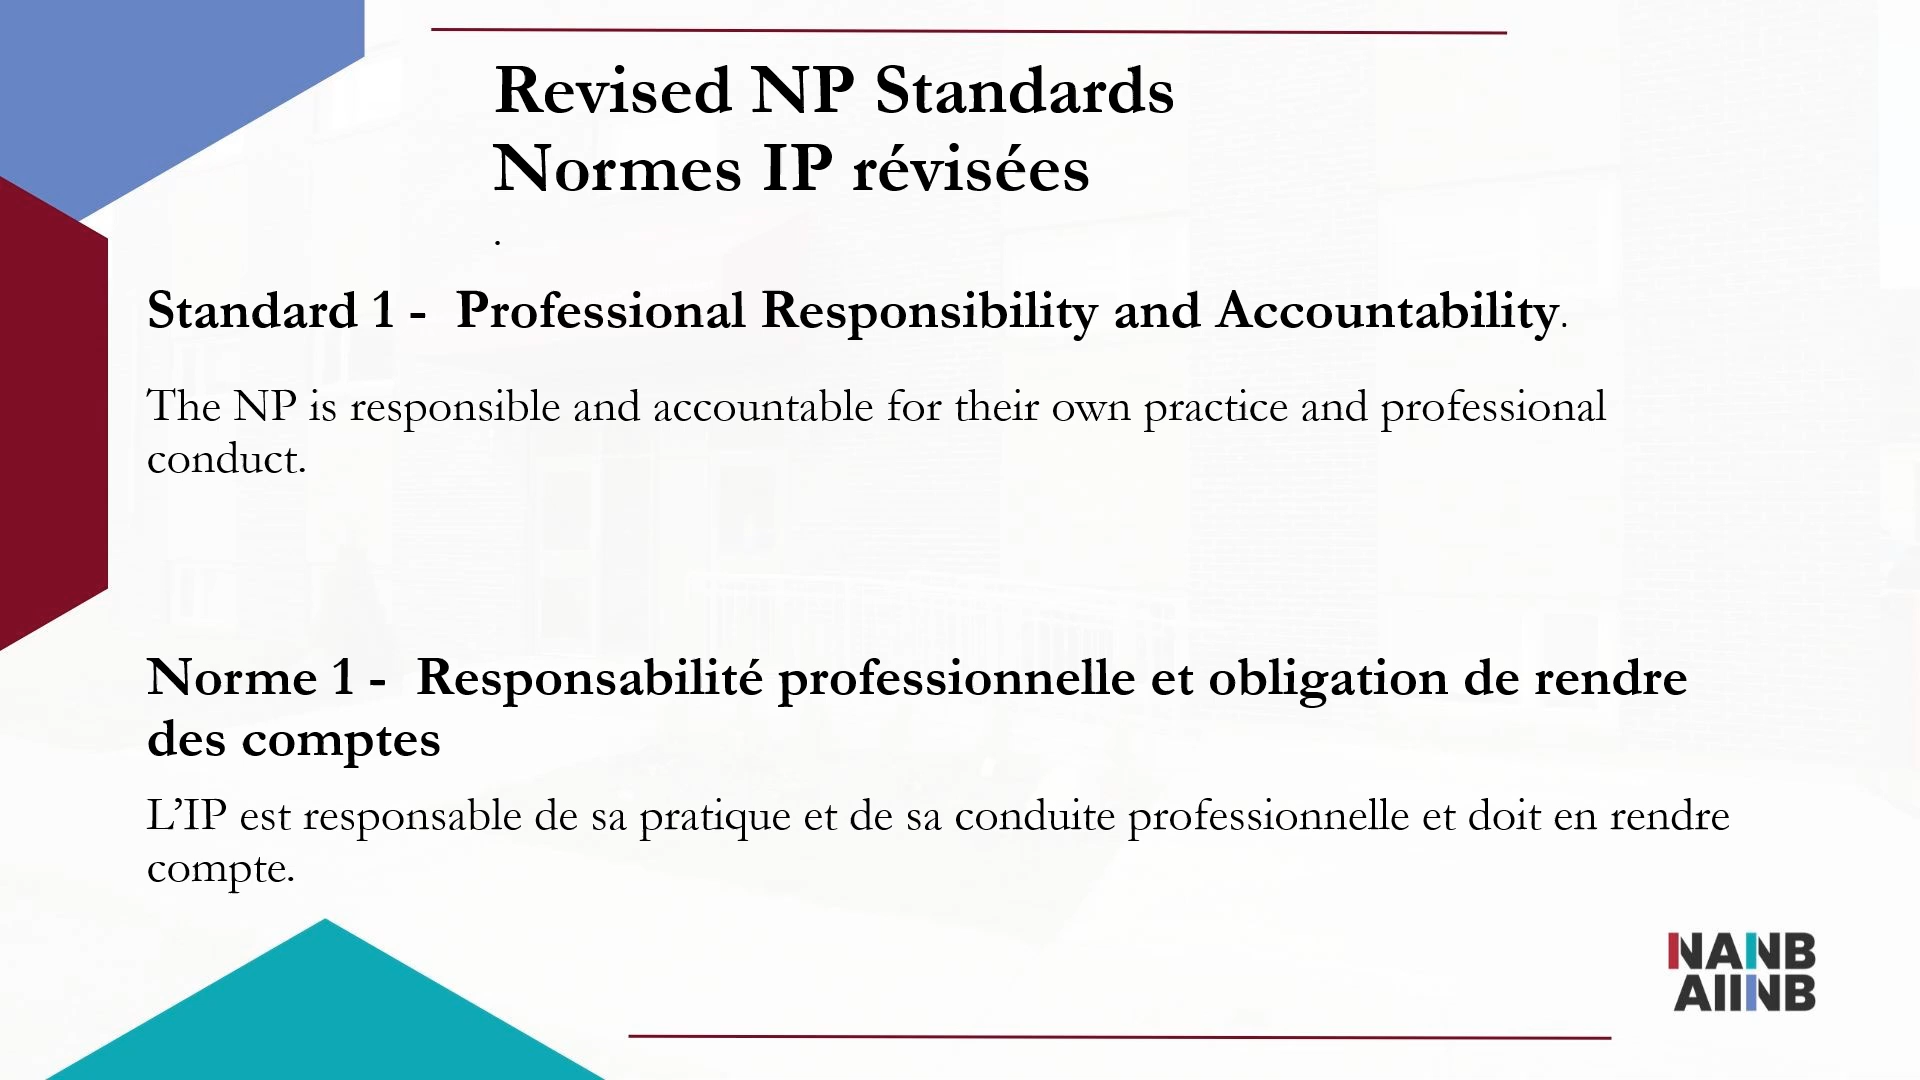 Revised NP Standards
Normes IP révisées
.
Standard 1 -  Professional Responsibility and Accountability.
The NP is responsible and accountable for their own practice and professional
conduct.
Norme 1 -  Responsabilité professionnelle et obligation de rendre
des comptes
L’IP est responsable de sa pratique et de sa conduite professionnelle et doit en rendre
compte.
NANB
AIINB